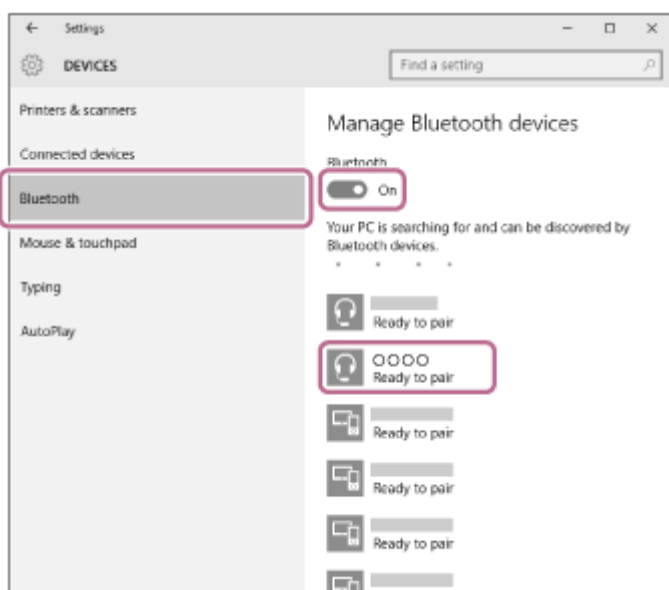 Settings
DEVICES
Find a setting
Printers & scanners
Connected devices
Bluetooth
Mouse & touchpad
Typing
AutoPlay
Manage Bluetooth devices
Bluetooth
On
Your PC is searching for and can be discovered by
Bluetooth devices.
Ready to pair
OOOO
Ready to pair
Ready to pair
Ready to pair
Ready to pair